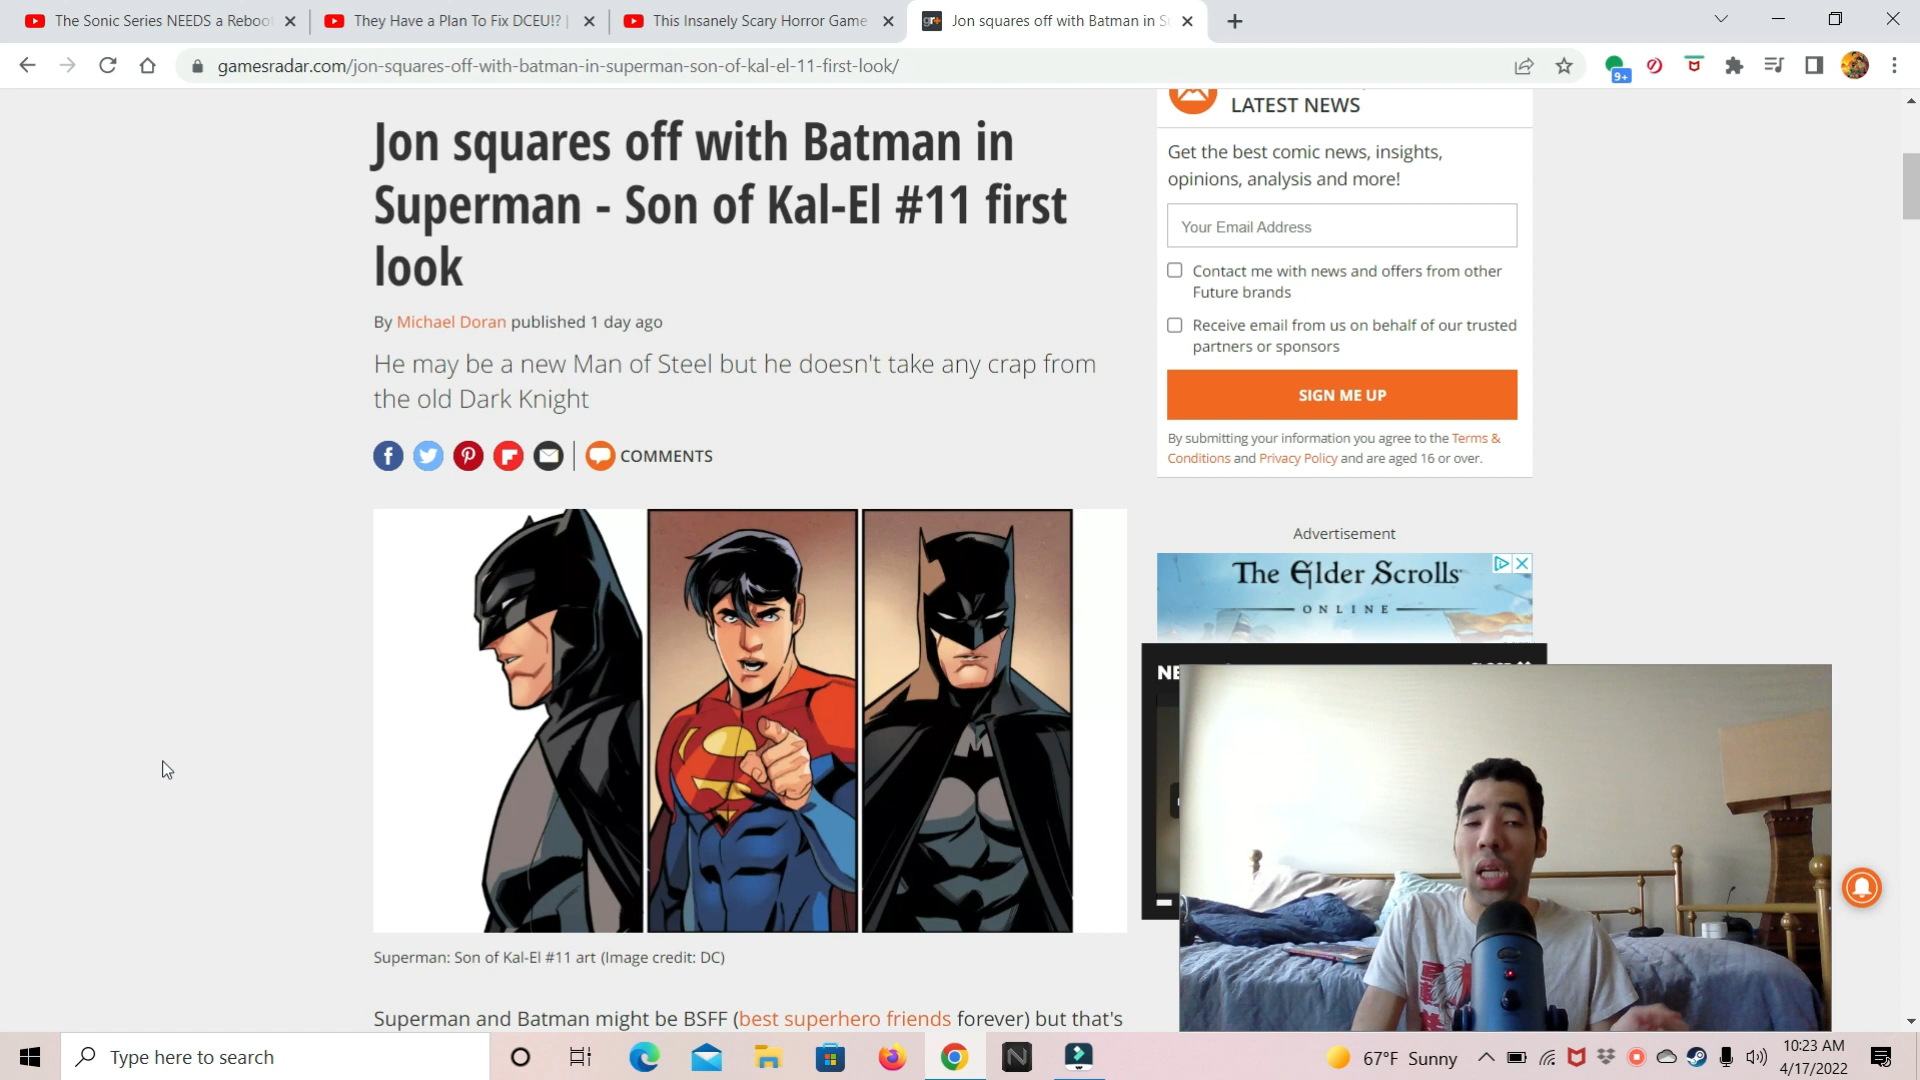 The Sonic Series NEEDS a Reboo
They Have a Plan To Fix DCEU!? |
This Insanely Scary Horror Game
gr+
Jon squares off with Batman in S
gamesradar.com/jon-squares-off-with-batman-in-superman-son-of-kal-el-11-first-look/
9+
Jon squares off with Batman in
Superman - Son of Kal-El #11 first
look
By Michael Doran published 1 day ago
He may be a new Man of Steel but he doesn't take any crap from
the old Dark Knight
COMMENTS
Superman: Son of Kal-El #11 art (Image credit: DC)
Superman and Batman might be BSFF (best superhero friends forever) but that's
LATEST NEWS
Get the best comic news, insights,
opinions, analysis and more!
Your Email Address
Contact me with news and offers from other
Future brands
Receive email from us on behalf of our trusted
partners or sponsors
SIGN ME UP
By submitting your information you agree to the Terms &
Conditions and Privacy Policy and are aged 16 or over.
Advertisement
The Elder Scrolls
ONLINE
NE
Type here to search
67°F Sunny
10:23 AM
4/17/2022